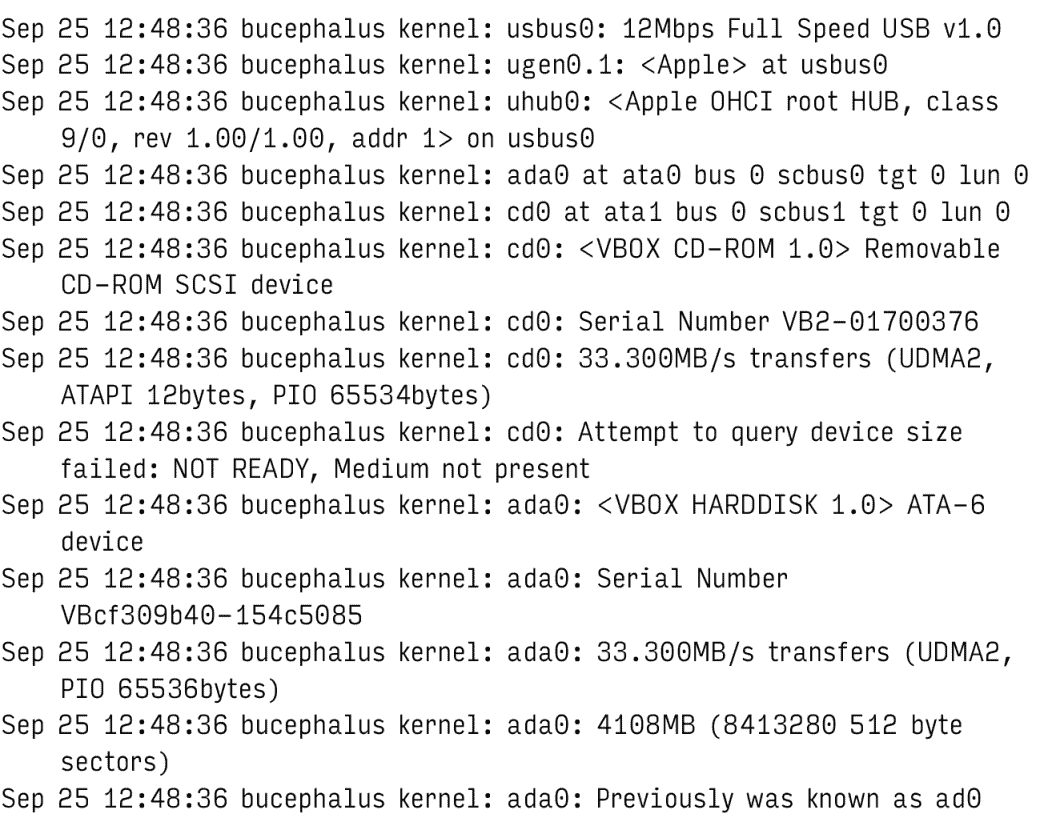 Sep 25 12:48:36 bucephalus kernel: usbus0: 12Mbps Full Speed USB v1.0
Sep 25 12:48:36 bucephalus kernel: ugen0.1: <Apple> at usbus0
Sep 25 12:48:36 bucephalus kernel: uhub0: <Apple OHCI root HUB, class
9/0, rev 1.00/1.00, addr 1> on usbus0
Sep 25 12:48:36 bucephalus kernel: ada0 at ata0 bus 0 scbus0 tgt 0 lun 0
Sep 25 12:48:36 bucephalus kernel: cd0 at ata1 bus 0 scbus1 tgt 0 lun 0
Sep 25 12:48:36 bucephalus kernel: cd0: <VBOX CD-ROM 1.0> Removable
CD-ROM SCSI device
Sep 25 12:48:36 bucephalus kernel: cd0: Serial Number VB2-01700376
Sep 25 12:48:36 bucephalus kernel: cd0: 33.300MB/s transfers (UDMA2,
ATAPI 12bytes, PIO 65534bytes)
Sep 25 12:48:36 bucephalus kernel: cd0: Attempt to query device size
failed: NOT READY, Medium not present
Sep 25 12:48:36 bucephalus kernel: ada0: <VBOX HARDDISK 1.0> ATA-6
device
Sep 25 12:48:36 bucephalus kernel: ada0: Serial Number
VBcf309b40-154c5085
Sep 25 12:48:36 bucephalus kernel: ada0: 33.300MB/s transfers (UDMA2,
PIO 65536bytes)
Sep 25 12:48:36 bucephalus kernel: ada0: 4108MB (8413280 512 byte
sectors)
Sep 25 12:48:36 bucephalus kernel: ada0: Previously was known as ad0